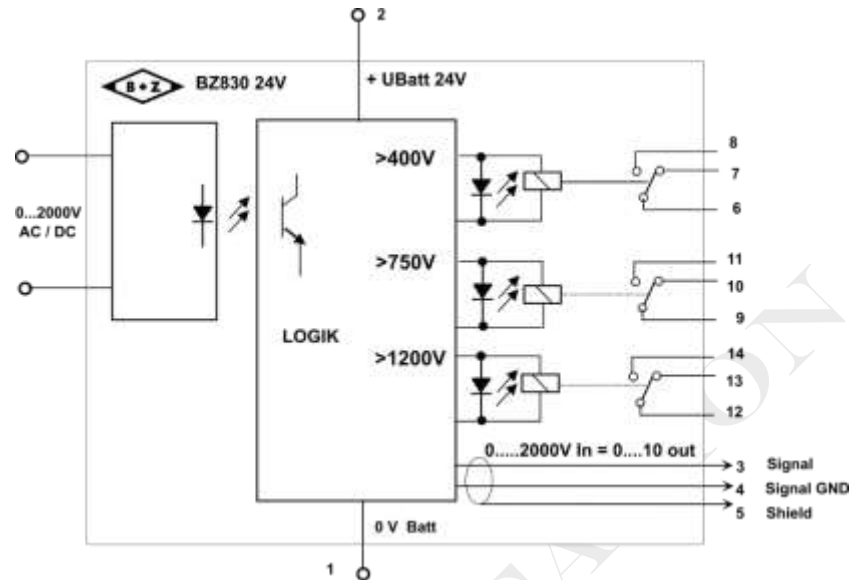 2
B + Z
BZ830 24V
+ UBatt 24V
>400V
8
7
6
0...2000V
AC / DC
>750V
11
10
9
LOGIK
>1200V
14
13
12
0.....2000V in = 0....10 out
3 Signal
4 Signal GND
5 Shield
0 V Batt
1